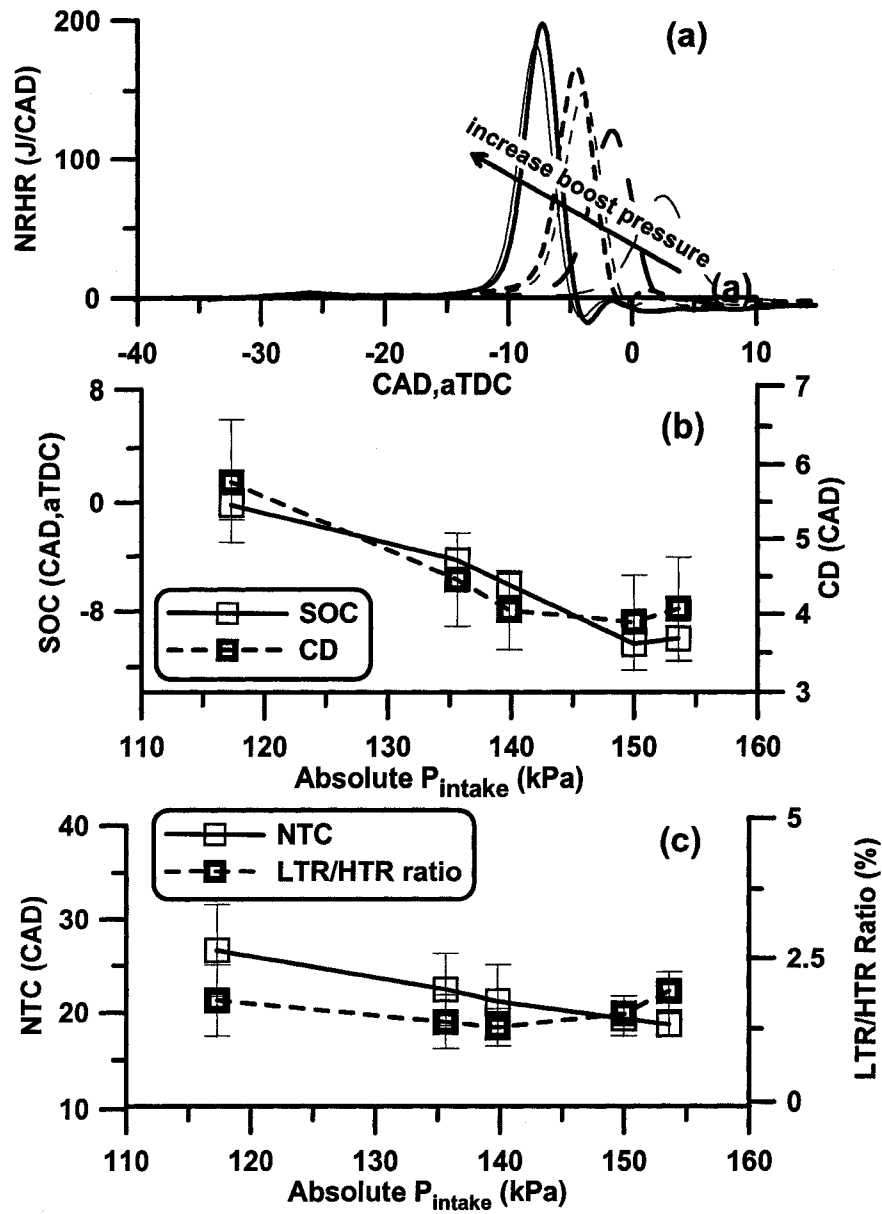 (a)
200
150
100
50
0
NRHR (J/CAD)
increase boost pressure
(a)
-40 -30 -20 -10 0 10
CAD,aTDC
8
0
-8
SOC (CAD,aTDC)
(b)
7
6
5
4
3
CD (CAD)
SOC
CD
110 120 130 140 150 160
Absolute Pintake (kPa)
40
30
20
10
NTC (CAD)
NTC
LTR/HTR ratio
(c)
5
2.5
0
LTR/HTR Ratio (%)
110 120 130 140 150 160
Absolute Pintake (kPa)